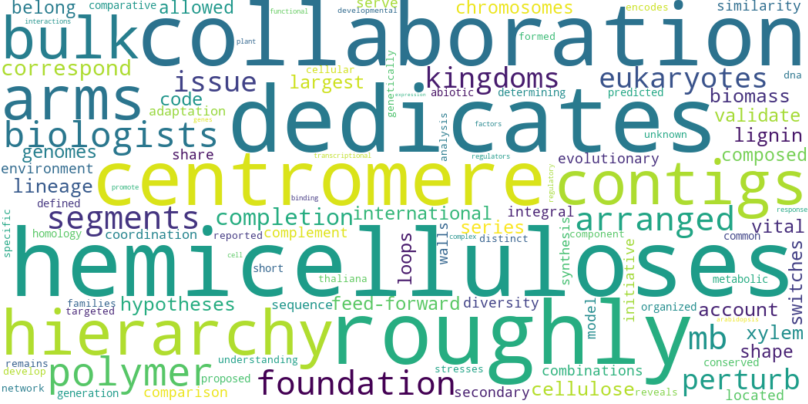 belong comparative allowed serve chromosomes encodes similarity
functional developmental interactions
bulk collaboration
plant formed
correspond issue largest cellular kingdoms eukaryotes
arms code genetically abiotic determining predicted biomass dna
adaptation dedicates validate
biologists genes expression factors unknown lignin
genomes share transcriptional analysis regulators evolutionary composed
environment centromere contigs
lineage promote binding regulatory response
defined segments completion international integral arranged vital
specific homology coordination reported complement series distinct component common
hemicelluloses
cell short loops walls complex synthesis
thaliana metabolic switches
families targeted hypotheses sequence feed-forward diversity model initiative organized account
hierarchy roughly mb xylem
arabidopsis
remains understanding conserved shape
develop polymer proposed stresses combinations perturb
network generation comparison foundation secondary cellulose reveals located